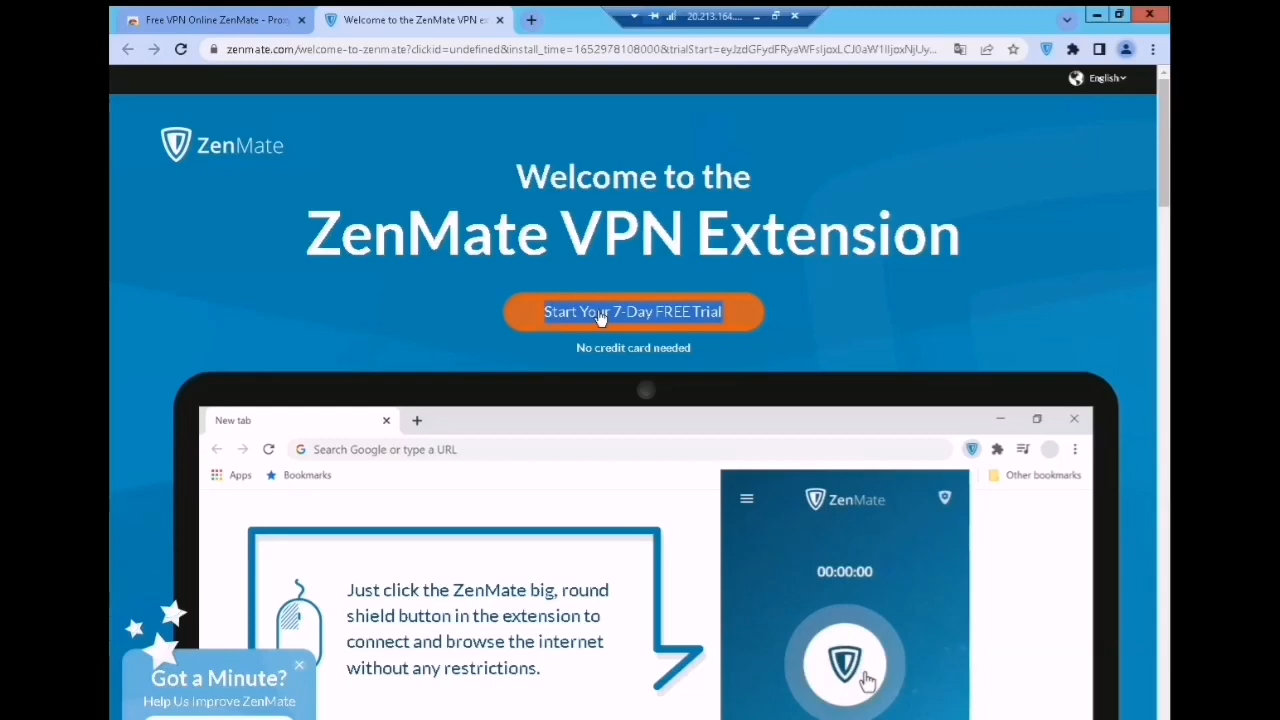 Free VPN Online ZenMate - Prox
Welcome to the ZenMate VPN ex
20.213.164....
zenmate.com/welcome-to-zenmate?clickid=undefined&install_time=1652978108000&trialStart=eyJzdGFydFRyaWFsIjoxLCJ0aW1lIjoxNjUy...
English
ZenMate
Welcome to the
ZenMate VPN Extension
Start Your 7-Day FREE Trial
No credit card needed
New tab
Search Google or type a URL
Apps
Bookmarks
Other bookmarks
ZenMate
00:00:00
Just click the ZenMate big, round
shield button in the extension to
connect and browse the internet
without any restrictions.
Got a Minute?
Help Us Improve ZenMate